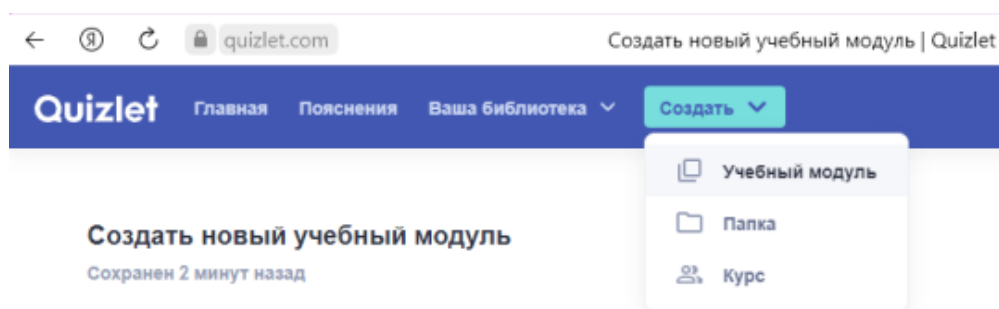 quizlet.com Создать новый учебный модуль | Quizlet
Quizlet Главная Пояснения Ваша библиотека Создать
Учебный модуль
Папка
Курс
Создать новый учебный модуль
Сохранен 2 минут назад